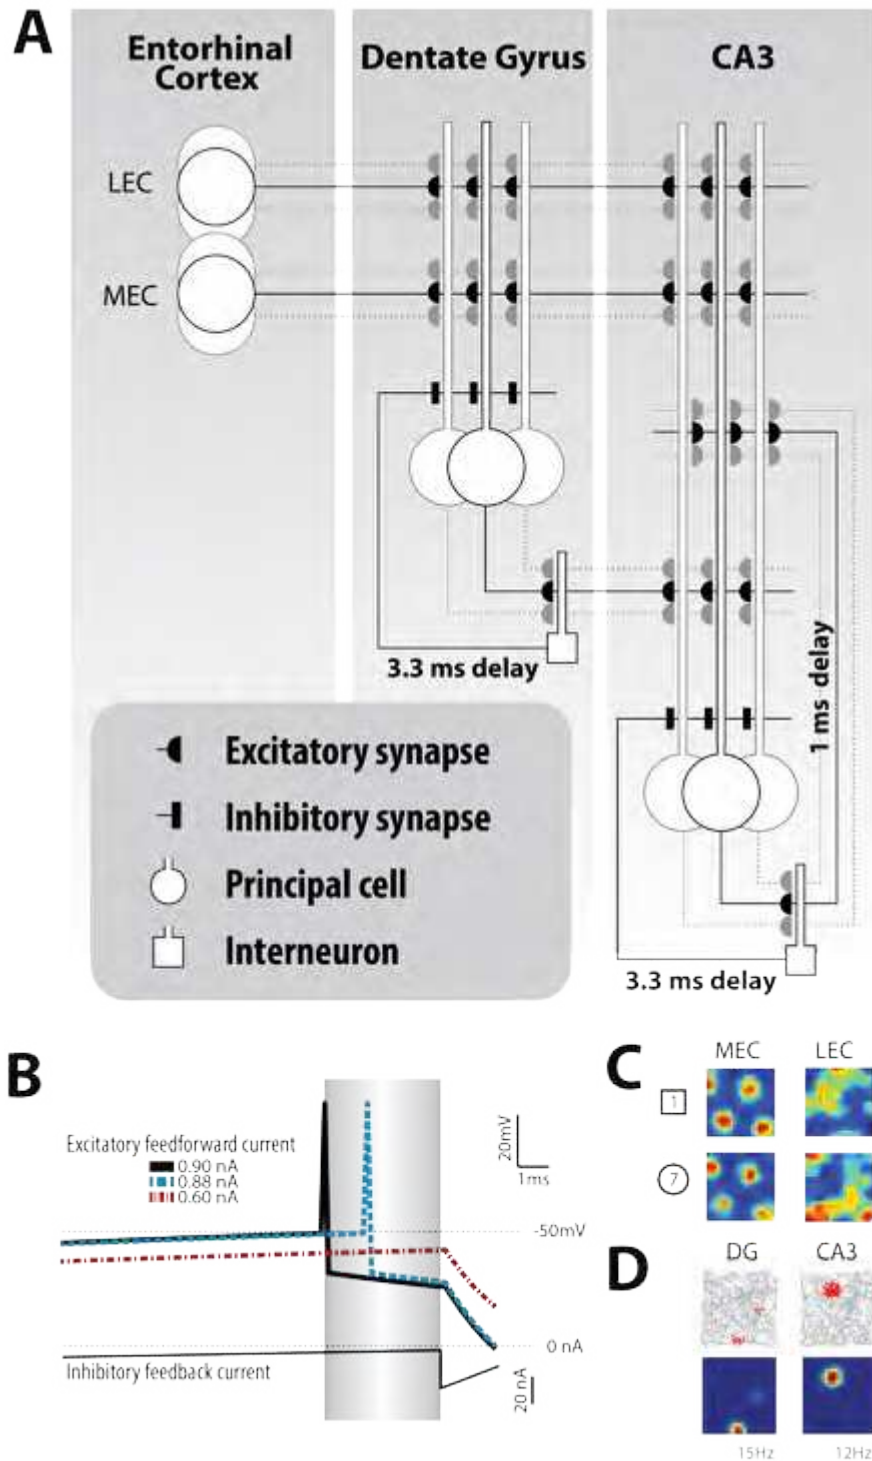 A
Entorhinal
Cortex
Dentate Gyrus
CA3
LEC
MEC
3.3 ms delay
1 ms delay
Excitatory synapse
Inhibitory synapse
Principal cell
Interneuron
3.3 ms delay
B
Excitatory feedforward current
0.90 nA
0.88 nA
0.60 nA
20mV
1ms
-50mV
0 nA
Inhibitory feedback current
20 nA
C
MEC
LEC
1
7
D
DG
CA3
15Hz
12Hz